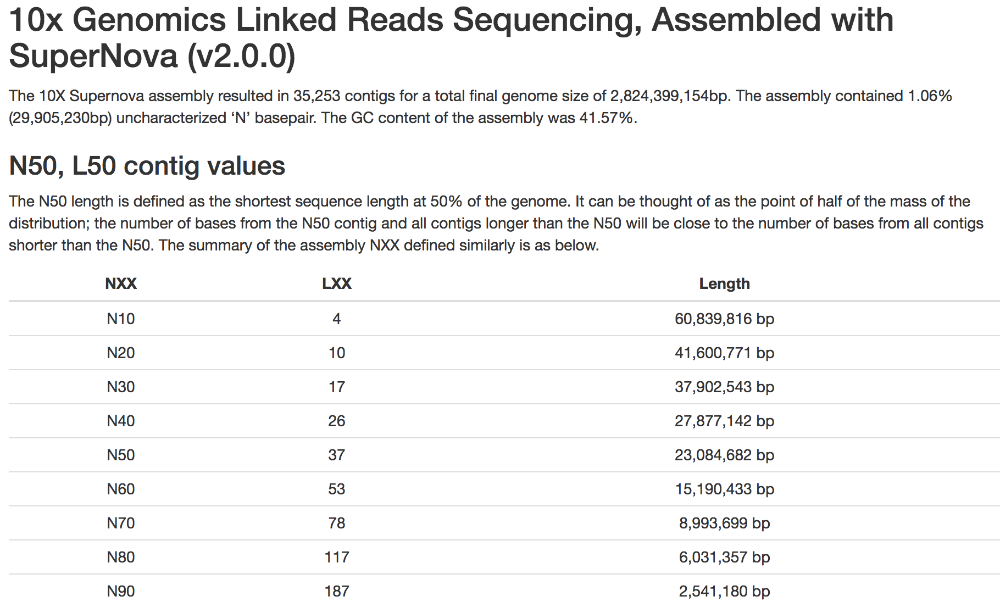 10x Genomics Linked Reads Sequencing, Assembled with
SuperNova (v2.0.0)
The 10X Supernova assembly resulted in 35,253 contigs for a total final genome size of 2,824,399,154bp. The assembly contained 1.06%
(29,905,230bp) uncharacterized ‘N’ basepair. The GC content of the assembly was 41.57%.
N50, L50 contig values
The N50 length is defined as the shortest sequence length at 50% of the genome. It can be thought of as the point of half of the mass of the
distribution; the number of bases from the N50 contig and all contigs longer than the N50 will be close to the number of bases from all contigs
shorter than the N50. The summary of the assembly NXX defined similarly is as below.
NXX LXX Length
N10 4 60,839,816 bp
N20 10 41,600,771 bp
N30 17 37,902,543 bp
N40 26 27,877,142 bp
N50 37 23,084,682 bp
N60 53 15,190,433 bp
N70 78 8,993,699 bp
N80 117 6,031,357 bp
N90 187 2,541,180 bp